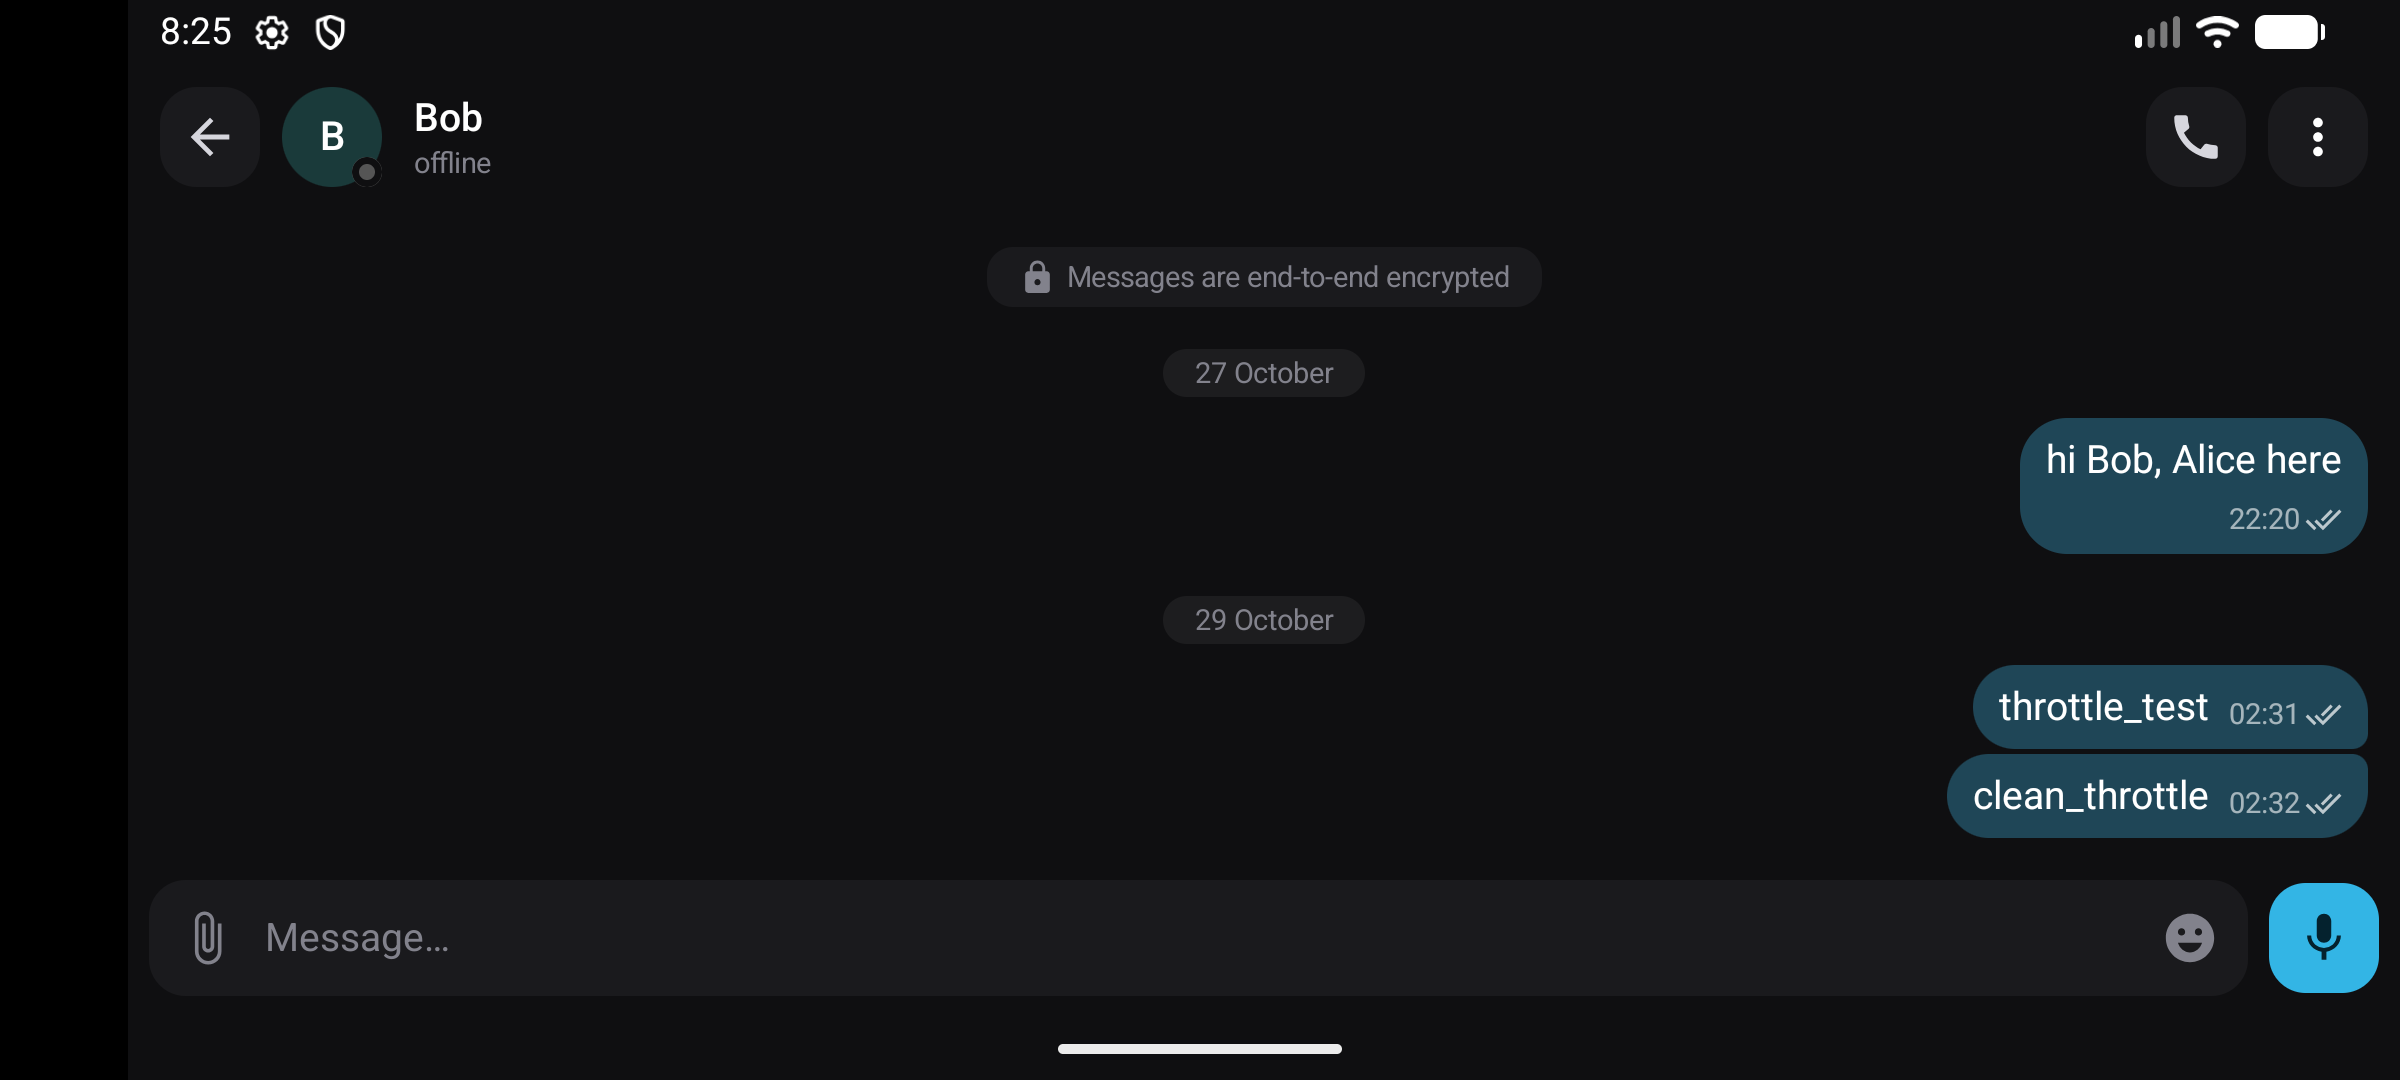 8:25
B
Bob
offline
Messages are end-to-end encrypted
27 October
hi Bob, Alice here
22:20
29 October
throttle_test 02:31
clean_throttle 02:32
Message…